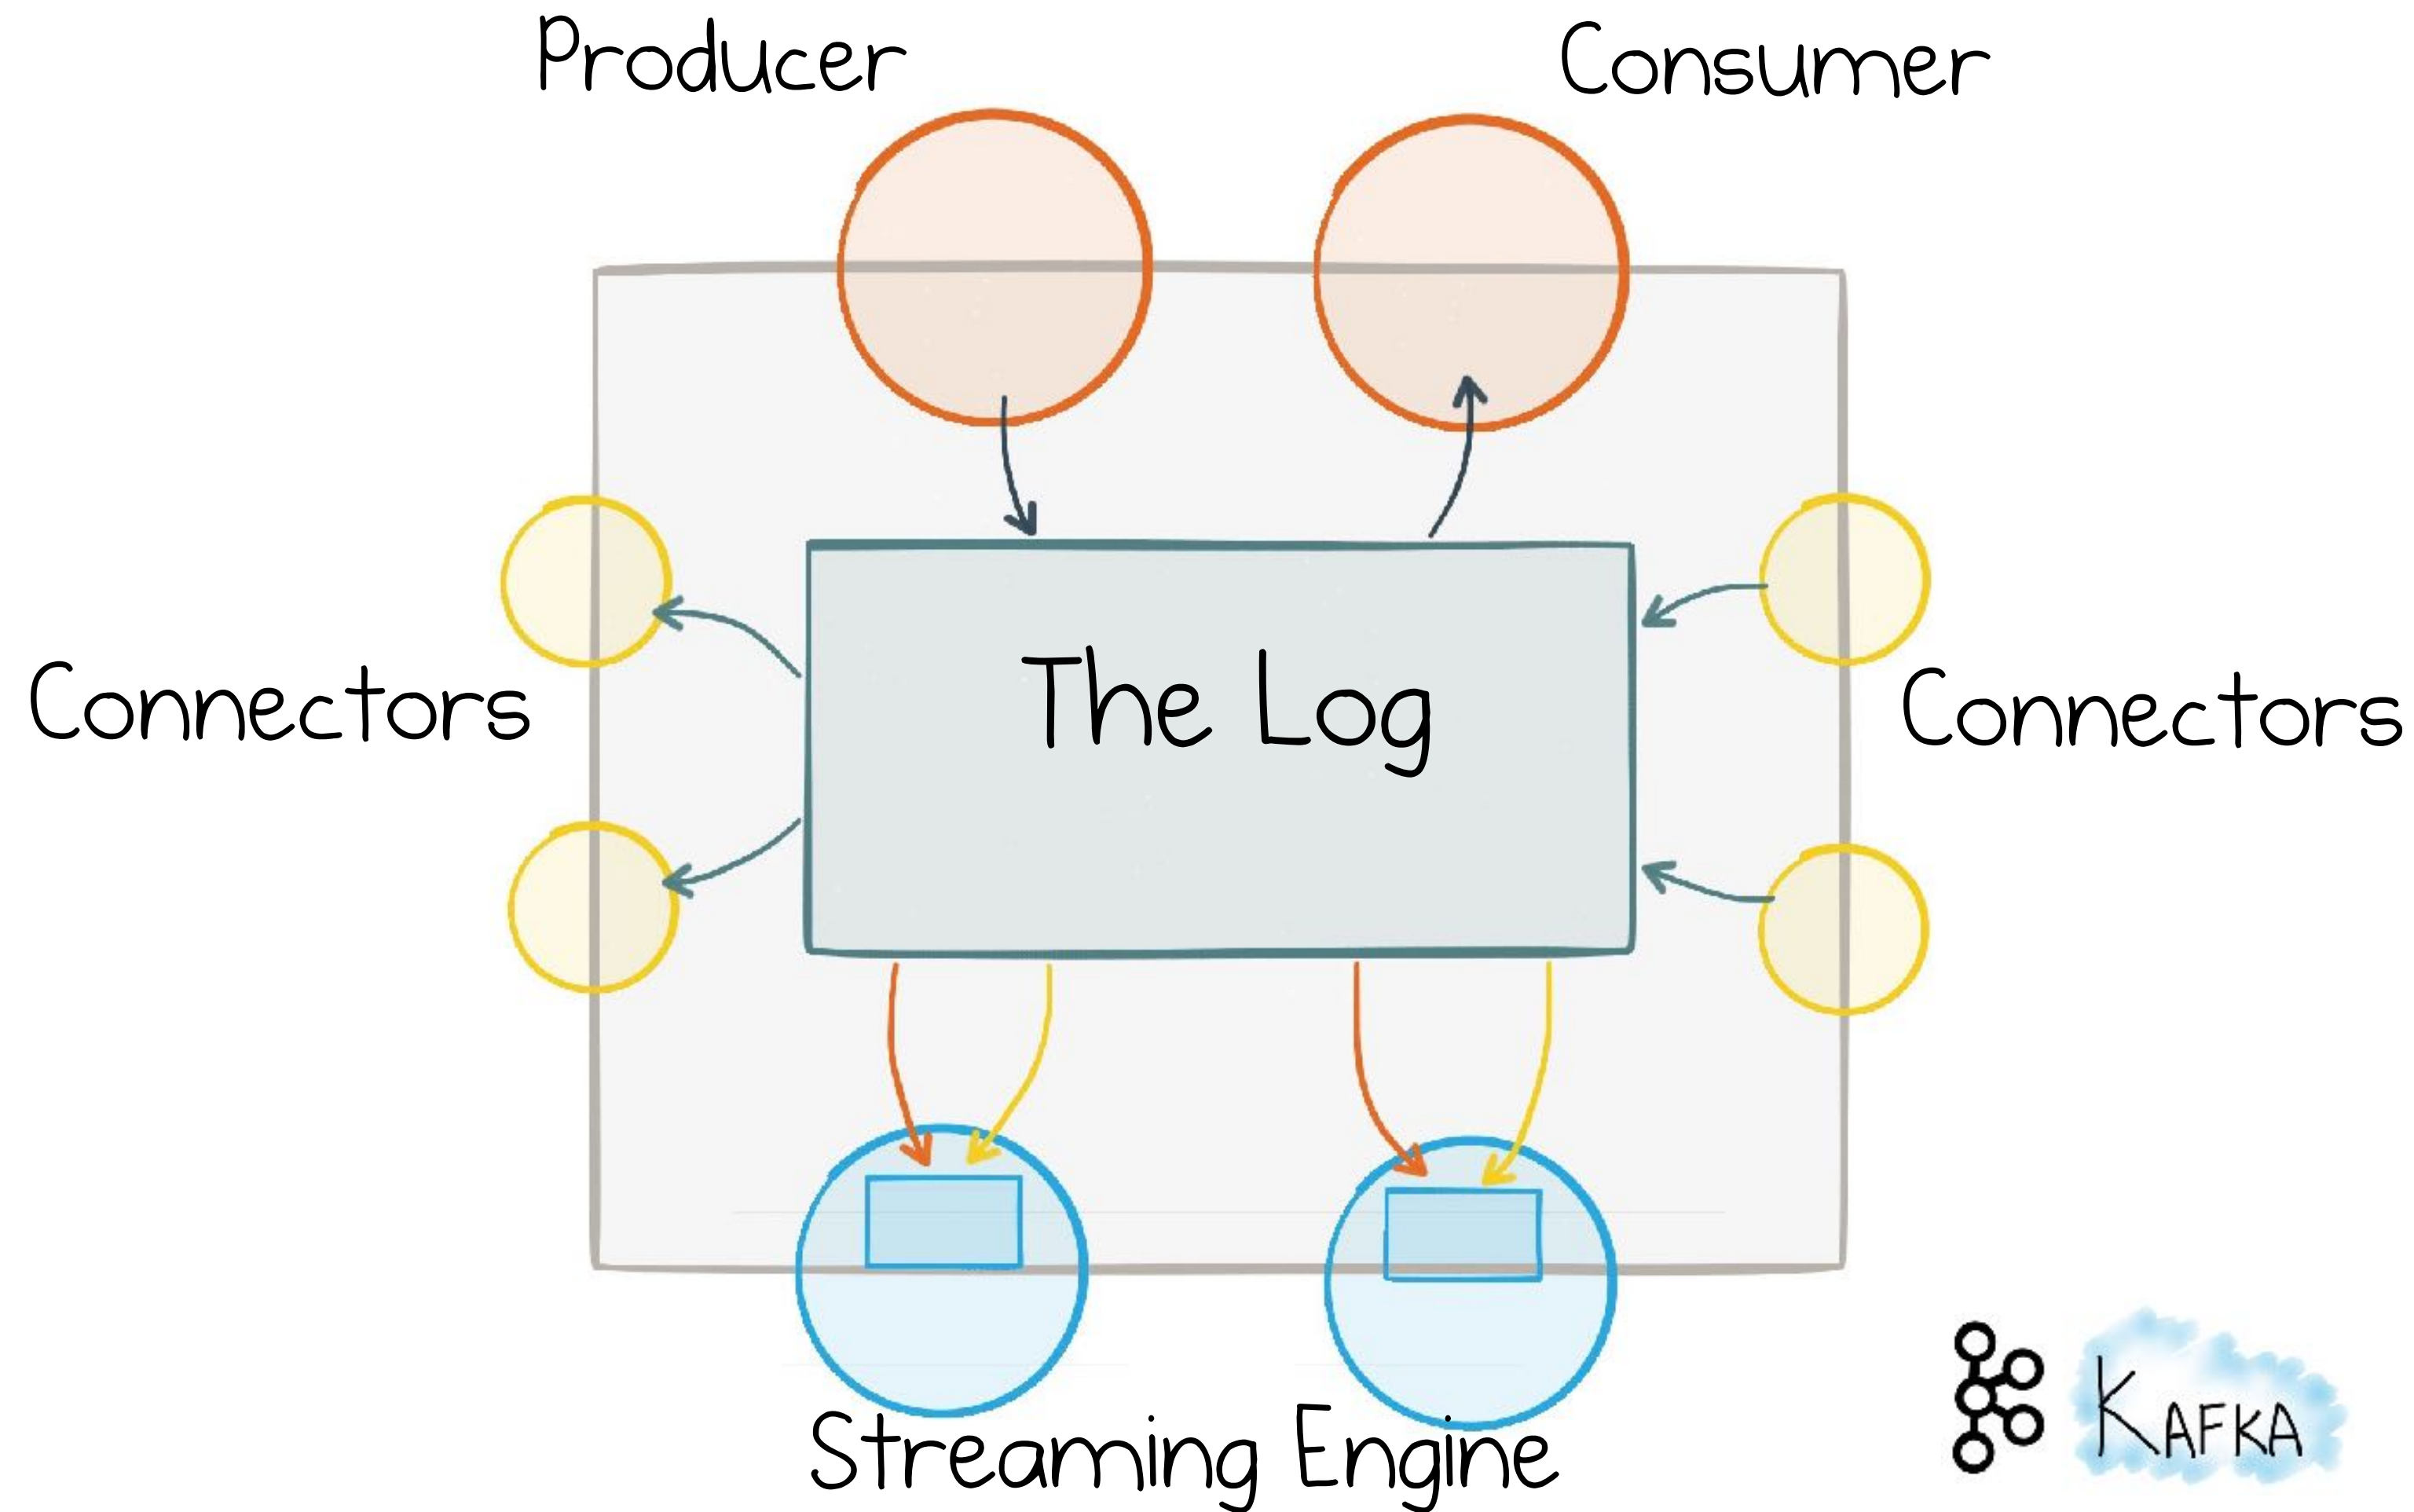 Producer
Consumer
The Log
Connectors
Connectors
Streaming Engine
KAFKA